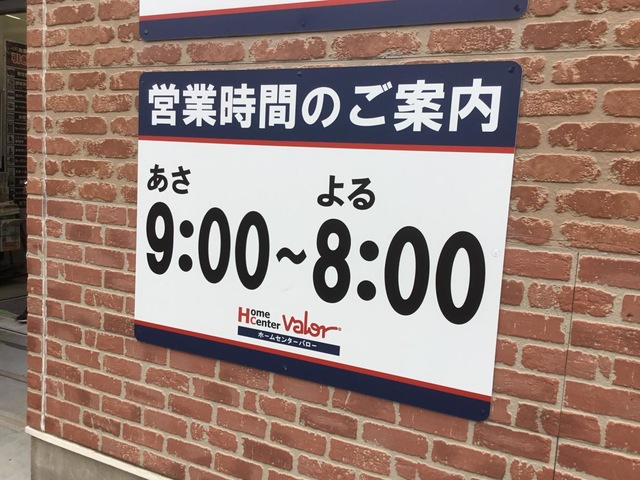 営業時間のご案内
あさ よる
9:00~8:00
Home Center Valor
ホームセンターバロー